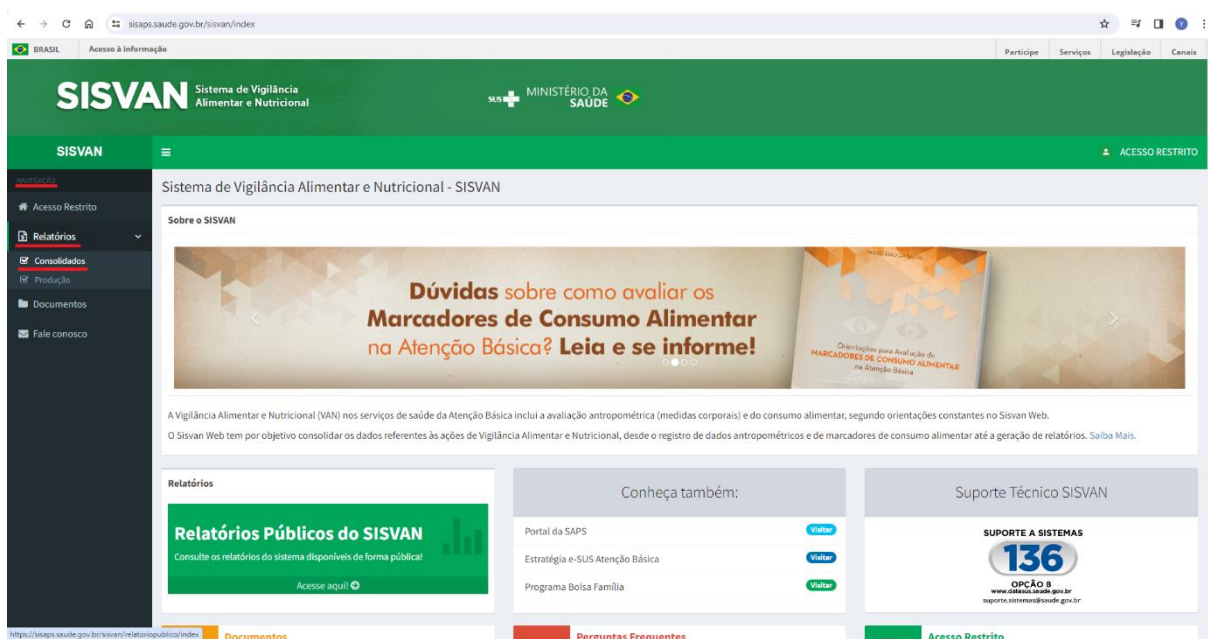 sisaps.saude.gov.br/sisvan/index
BRASIL
Acesso à informação
Participe
Serviços
Legislação
Canais
SISVAN
Sistema de Vigilância
Alimentar e Nutricional
SUS
MINISTÉRIO DA
SAÚDE
SISVAN
ACESSO RESTRITO
NAVEGAÇÃO
Acesso Restrito
Relatórios
Consolidados
Produção
Documentos
Fale conosco
Sistema de Vigilância Alimentar e Nutricional - SISVAN
Sobre o SISVAN
Dúvidas sobre como avaliar os
Marcadores de Consumo Alimentar
na Atenção Básica? Leia e se informe!
MINISTÉRIO DA SAÚDE
Orientações para Avaliação de
MARCADORES DE CONSUMO ALIMENTAR
na Atenção Básica
A Vigilância Alimentar e Nutricional (VAN) nos serviços de saúde da Atenção Básica inclui a avaliação antropométrica (medidas corporais) e do consumo alimentar, segundo orientações constantes no Sisvan Web.
O Sisvan Web tem por objetivo consolidar os dados referentes às ações de Vigilância Alimentar e Nutricional, desde o registro de dados antropométricos e de marcadores de consumo alimentar até a geração de relatórios. Saiba Mais.
Relatórios
Relatórios Públicos do SISVAN
Consulte os relatórios do sistema disponíveis de forma pública!
Acesse aqui!
Conheça também:
Portal da SAPS
Visitar
Estratégia e-SUS Atenção Básica
Visitar
Programa Bolsa Família
Visitar
Suporte Técnico SISVAN
SUPORTE A SISTEMAS
136
OPÇÃO 8
www.datasus.saude.gov.br
suporte.sistemas@saude.gov.br
https://sisaps.saude.gov.br/sisvan/relatoriopublico/index
Documentos
Perguntas Frequentes
Acesso Restrito